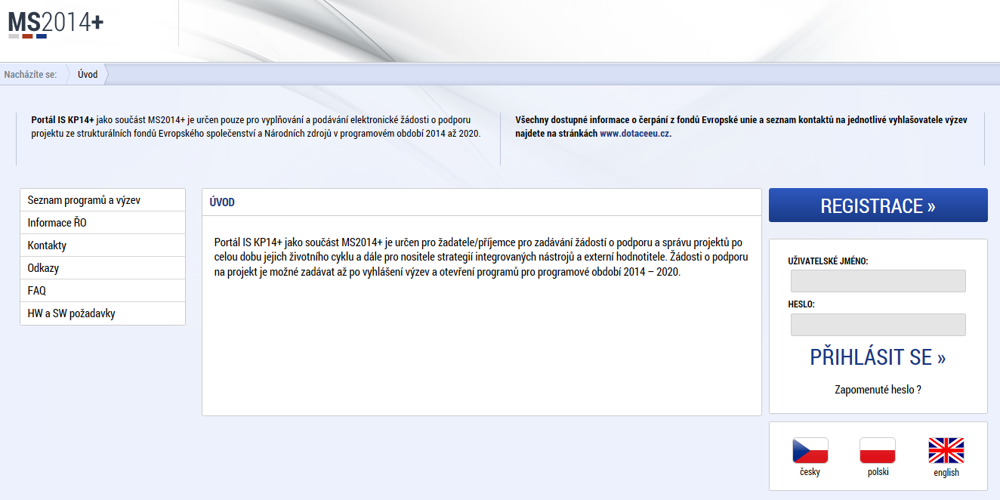 MS2014+
Nacházíte se:
Úvod
Portál IS KP14+ jako součást MS2014+ je určen pouze pro vyplňování a podávání elektronické žádosti o podporu
projektu ze strukturálních fondů Evropského společenství a Národních zdrojů v programovém období 2014 až 2020.
Všechny dostupné informace o čerpání z fondů Evropské unie a seznam kontaktů na jednotlivé vyhlašovatele výzev
najdete na stránkách www.dotaceeu.cz.
Seznam programů a výzev
Informace ŘO
Kontakty
Odkazy
FAQ
HW a SW požadavky
ÚVOD
Portál IS KP14+ jako součást MS2014+ je určen pro žadatele/příjemce pro zadávání žádostí o podporu a správu projektů po
celou dobu jejich životního cyklu a dále pro nositele strategií integrovaných nástrojů a externí hodnotitele. Žádosti o podporu
na projekt je možné zadávat až po vyhlášení výzev a otevření programů pro programové období 2014 – 2020.
REGISTRACE »
UŽIVATELSKÉ JMÉNO:
HESLO:
PŘIHLÁSIT SE »
Zapomenuté heslo ?
česky
polski
english